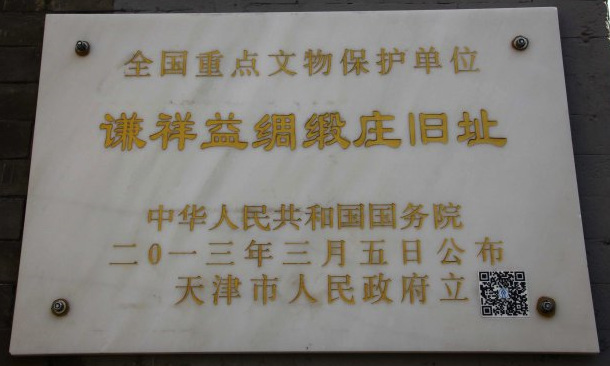 全国重点文物保护单位
谦祥益绸缎庄旧址
中华人民共和国国务院
二0一三年三月五日公布
天津市人民政府立